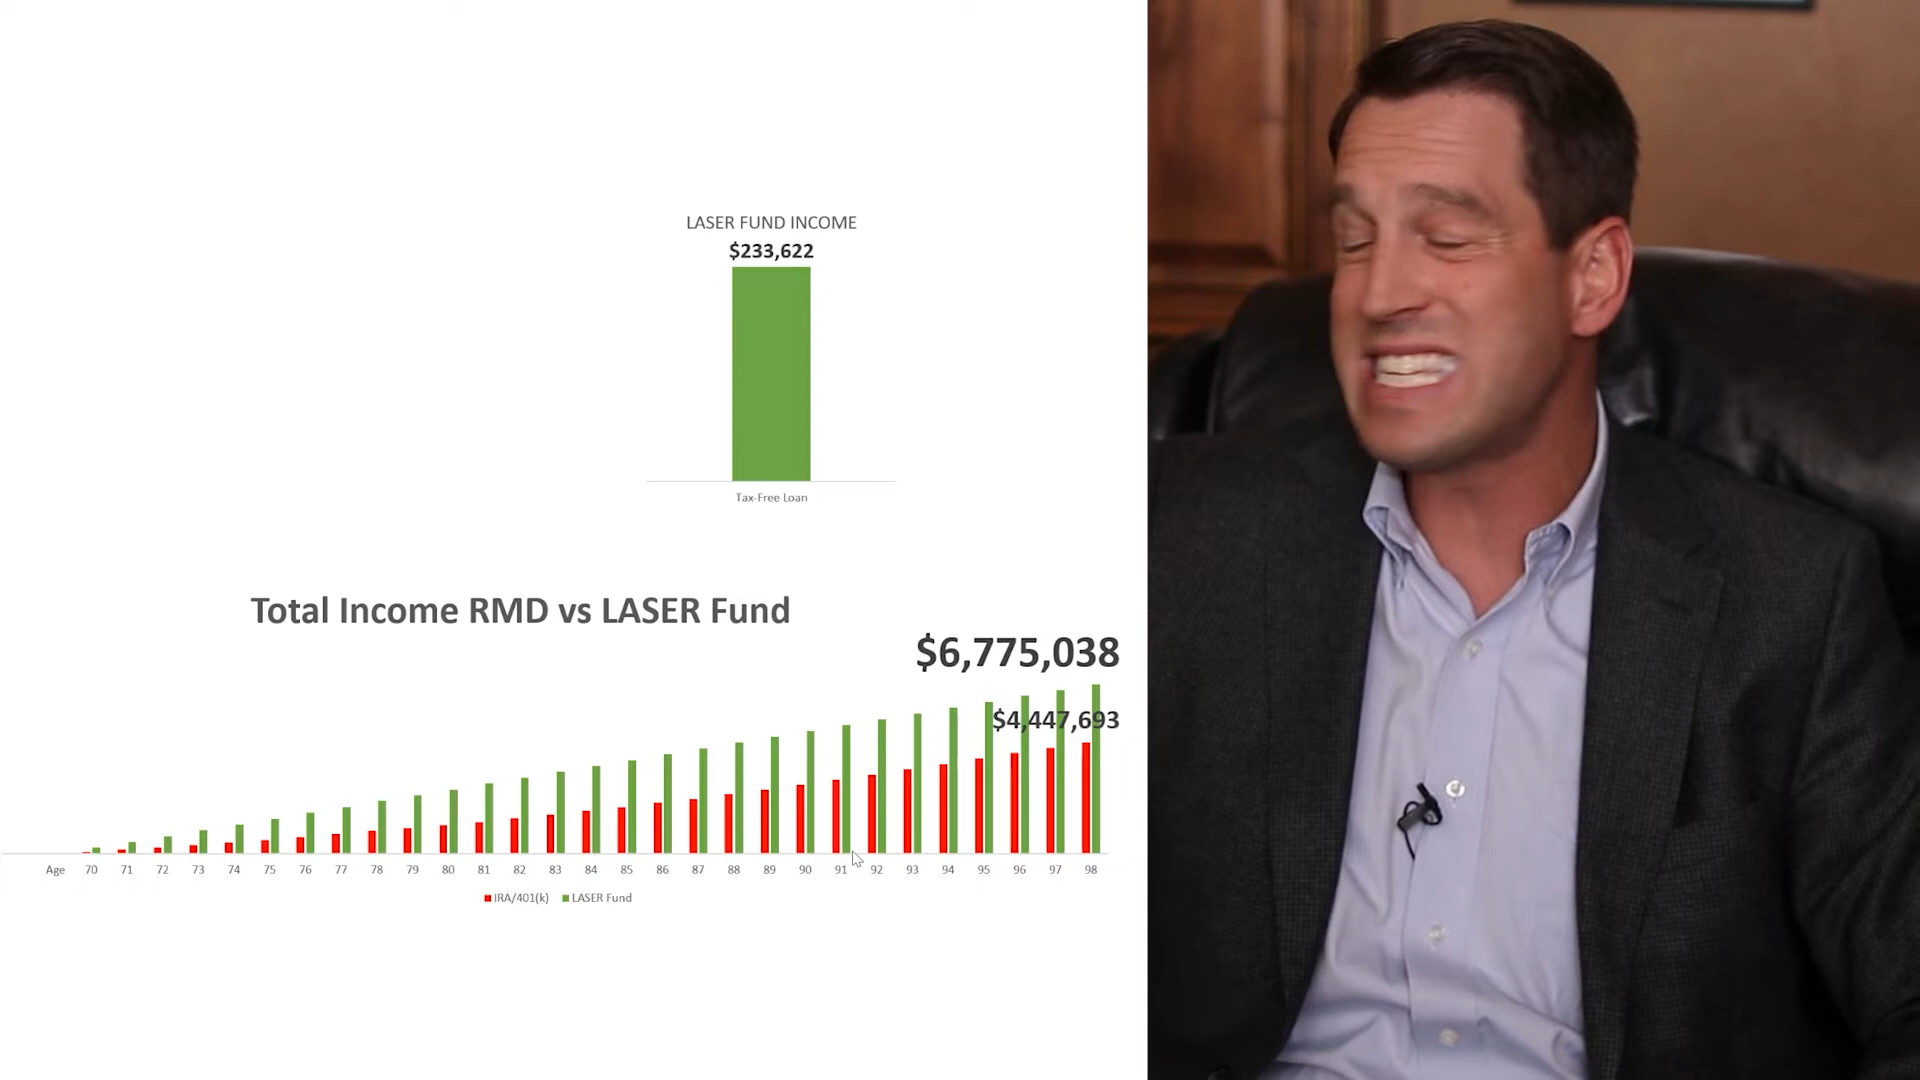 LASER FUND INCOME
$233,622
Tax-Free Loan
Total Income RMD vs LASER Fund
$6,775,038
$4,447,693
Age 70 71 72 73 74 75 76 77 78 79 80 81 82 83 84 85 86 87 88 89 90 91 92 93 94 95 96 97 98
IRA/401(k) LASER Fund